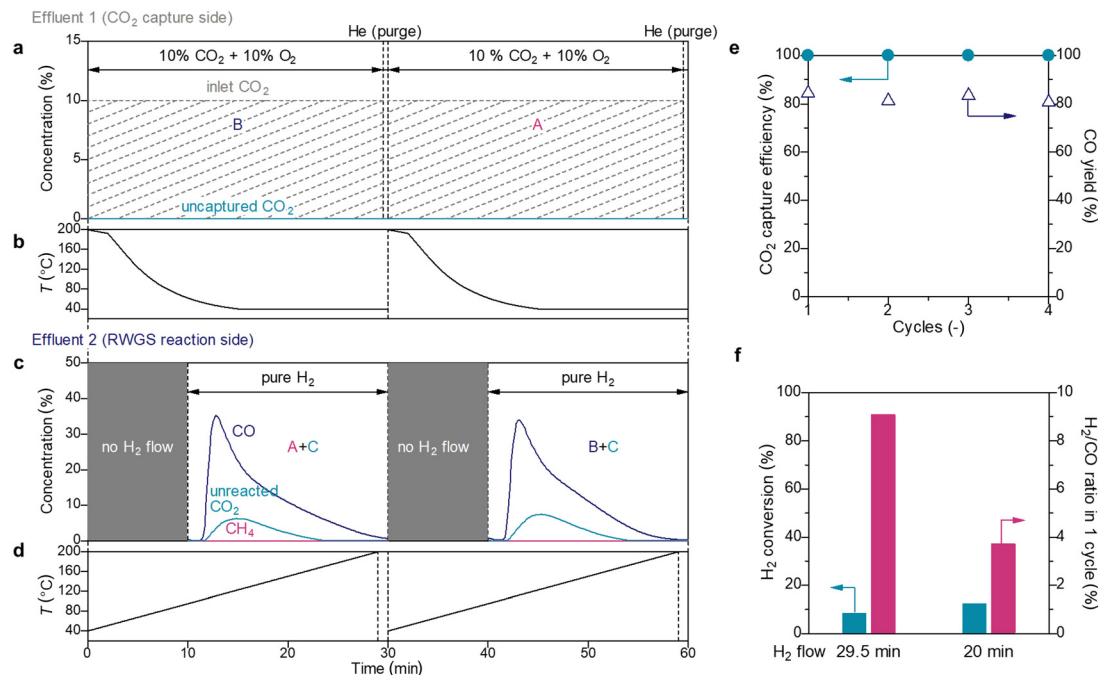 Effluent 1 (CO₂ capture side)
a
He (purge)
He (purge)
15
10% CO₂ + 10% O₂
10 % CO₂ + 10% O₂
inlet CO₂
10
B
A
5
uncaptured CO₂
0
Concentration (%)
b
200
160
120
80
40
T (°C)
Effluent 2 (RWGS reaction side)
c
50
pure H₂
pure H₂
40
CO
no H₂ flow
A+C
no H₂ flow
B+C
30
20
unreacted
CO₂
10
CH₄
0
Concentration (%)
d
200
160
120
80
40
T (°C)
0
10
20
30
40
50
60
Time (min)
e
100
80
60
40
20
0
CO₂ capture efficiency (%)
100
80
60
40
20
0
CO yield (%)
1
2
3
4
Cycles (-)
f
100
80
60
40
20
0
H₂ conversion (%)
10
8
6
4
2
0
H₂/CO ratio in 1 cycle (%)
H₂ flow
29.5 min
20 min